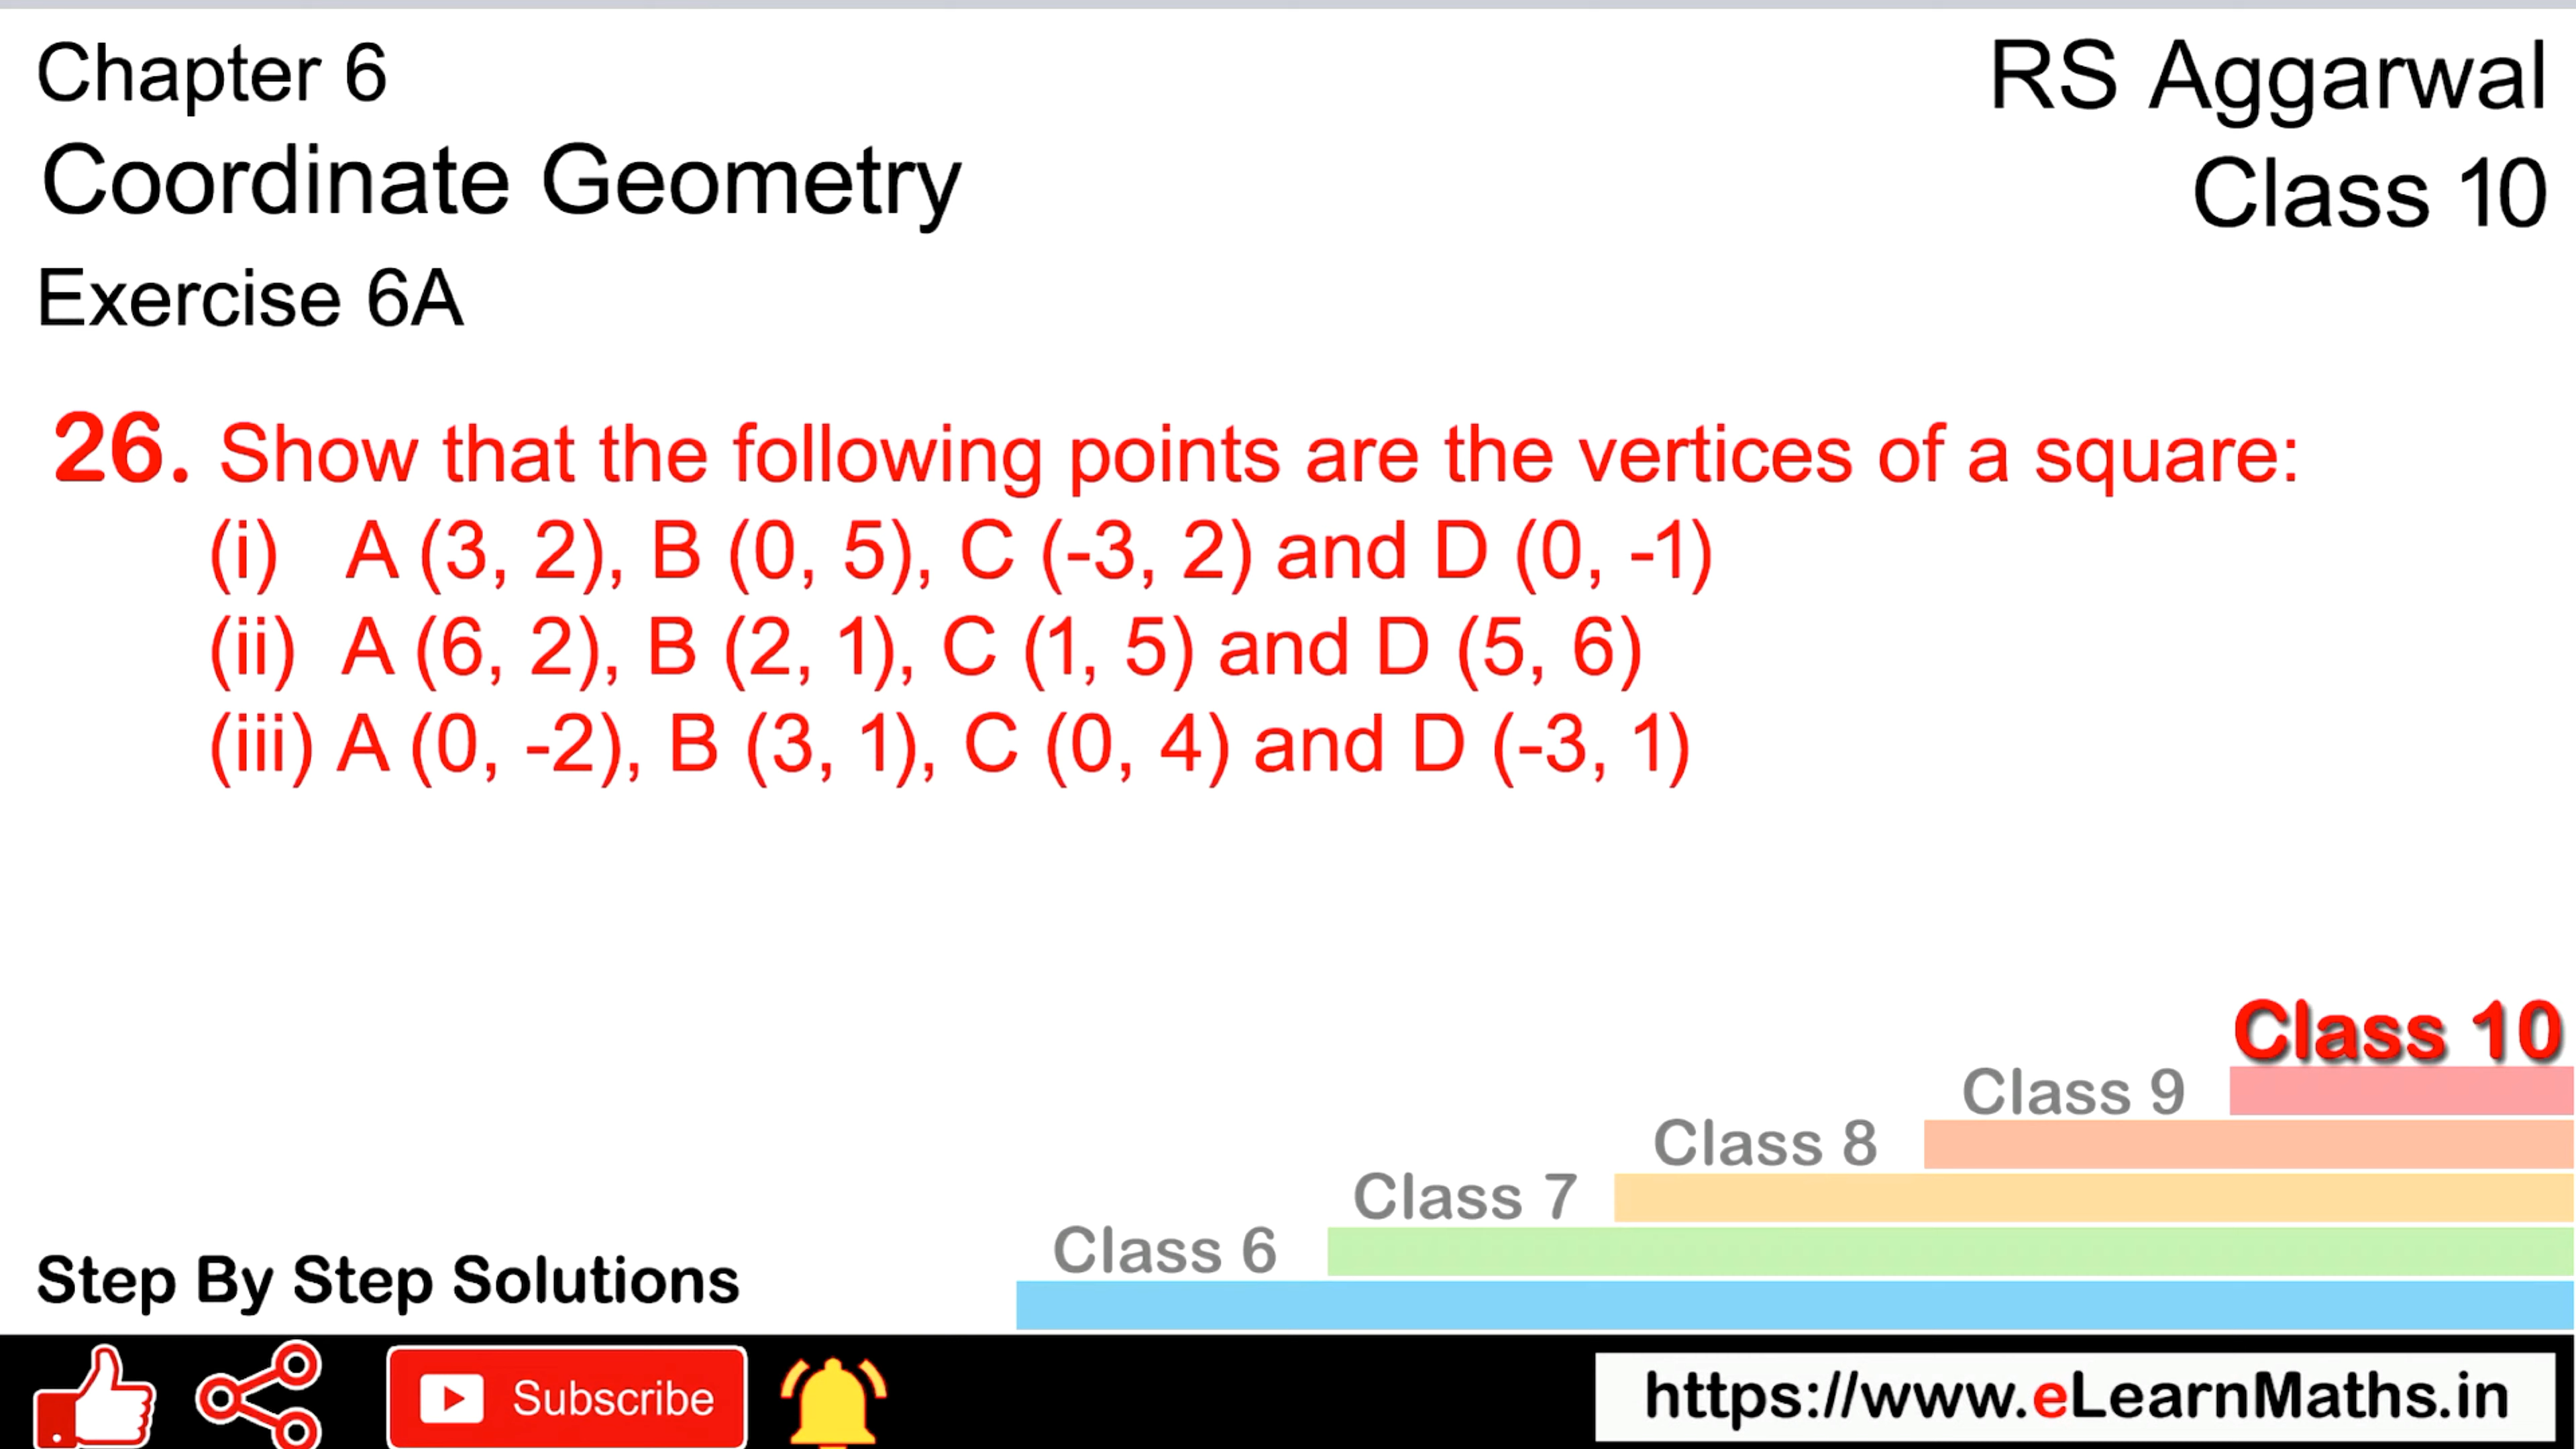 Chapter 6
Coordinate Geometry
Exercise 6A
RS Aggarwal
Class 10
26. Show that the following points are the vertices of a square:
(i) A (3, 2), B (0, 5), C (-3, 2) and D (0, -1)
(ii) A (6, 2), B (2, 1), C (1, 5) and D (5, 6)
(iii) A (0, -2), B (3, 1), C (0, 4) and D (-3, 1)
Class 10
Class 9
Class 8
Class 7
Class 6
Step By Step Solutions
Subscribe
https://www.eLearnMaths.in